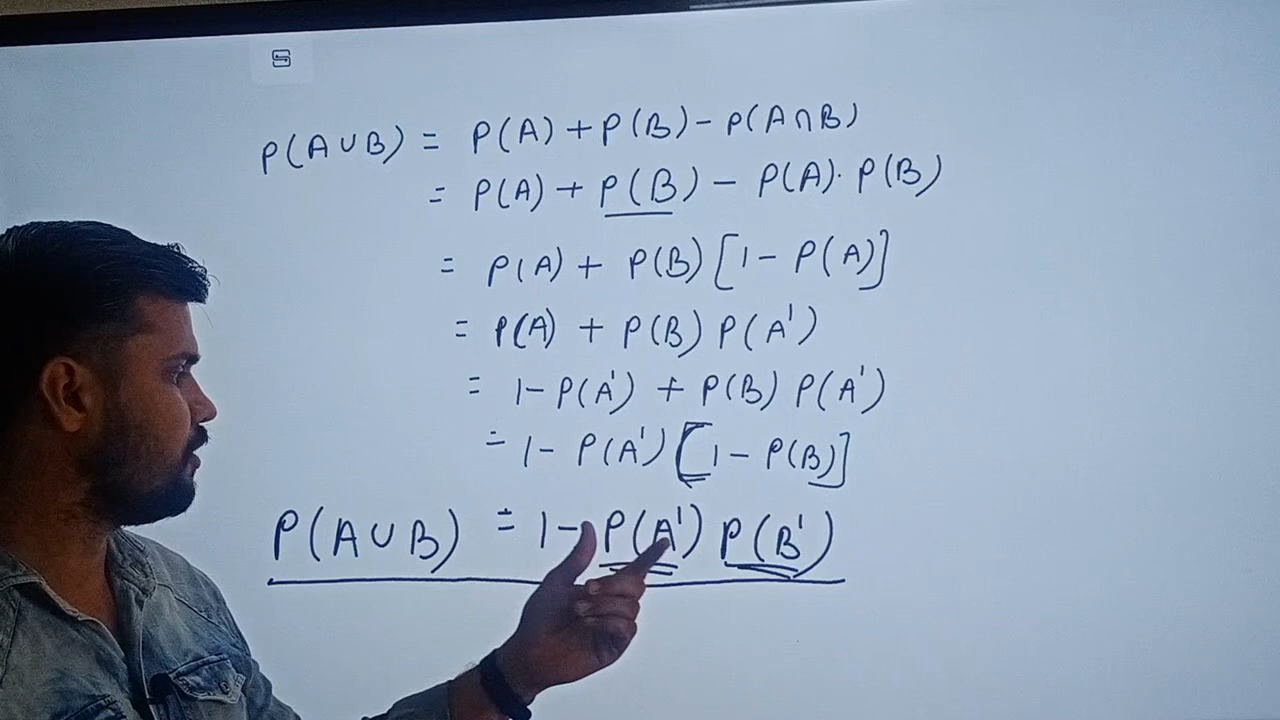 P(A∪B) = P(A) + P(B) - P(A∩B)
= P(A) + P(B) - P(A)· P(B)
= P(A) + P(B) [1 - P(A)]
= P(A) + P(B) P(A')
= 1 - P(A') + P(B) P(A')
= 1 - P(A') [1 - P(B)]
P(A∪B) = 1 - P(A') P(B')